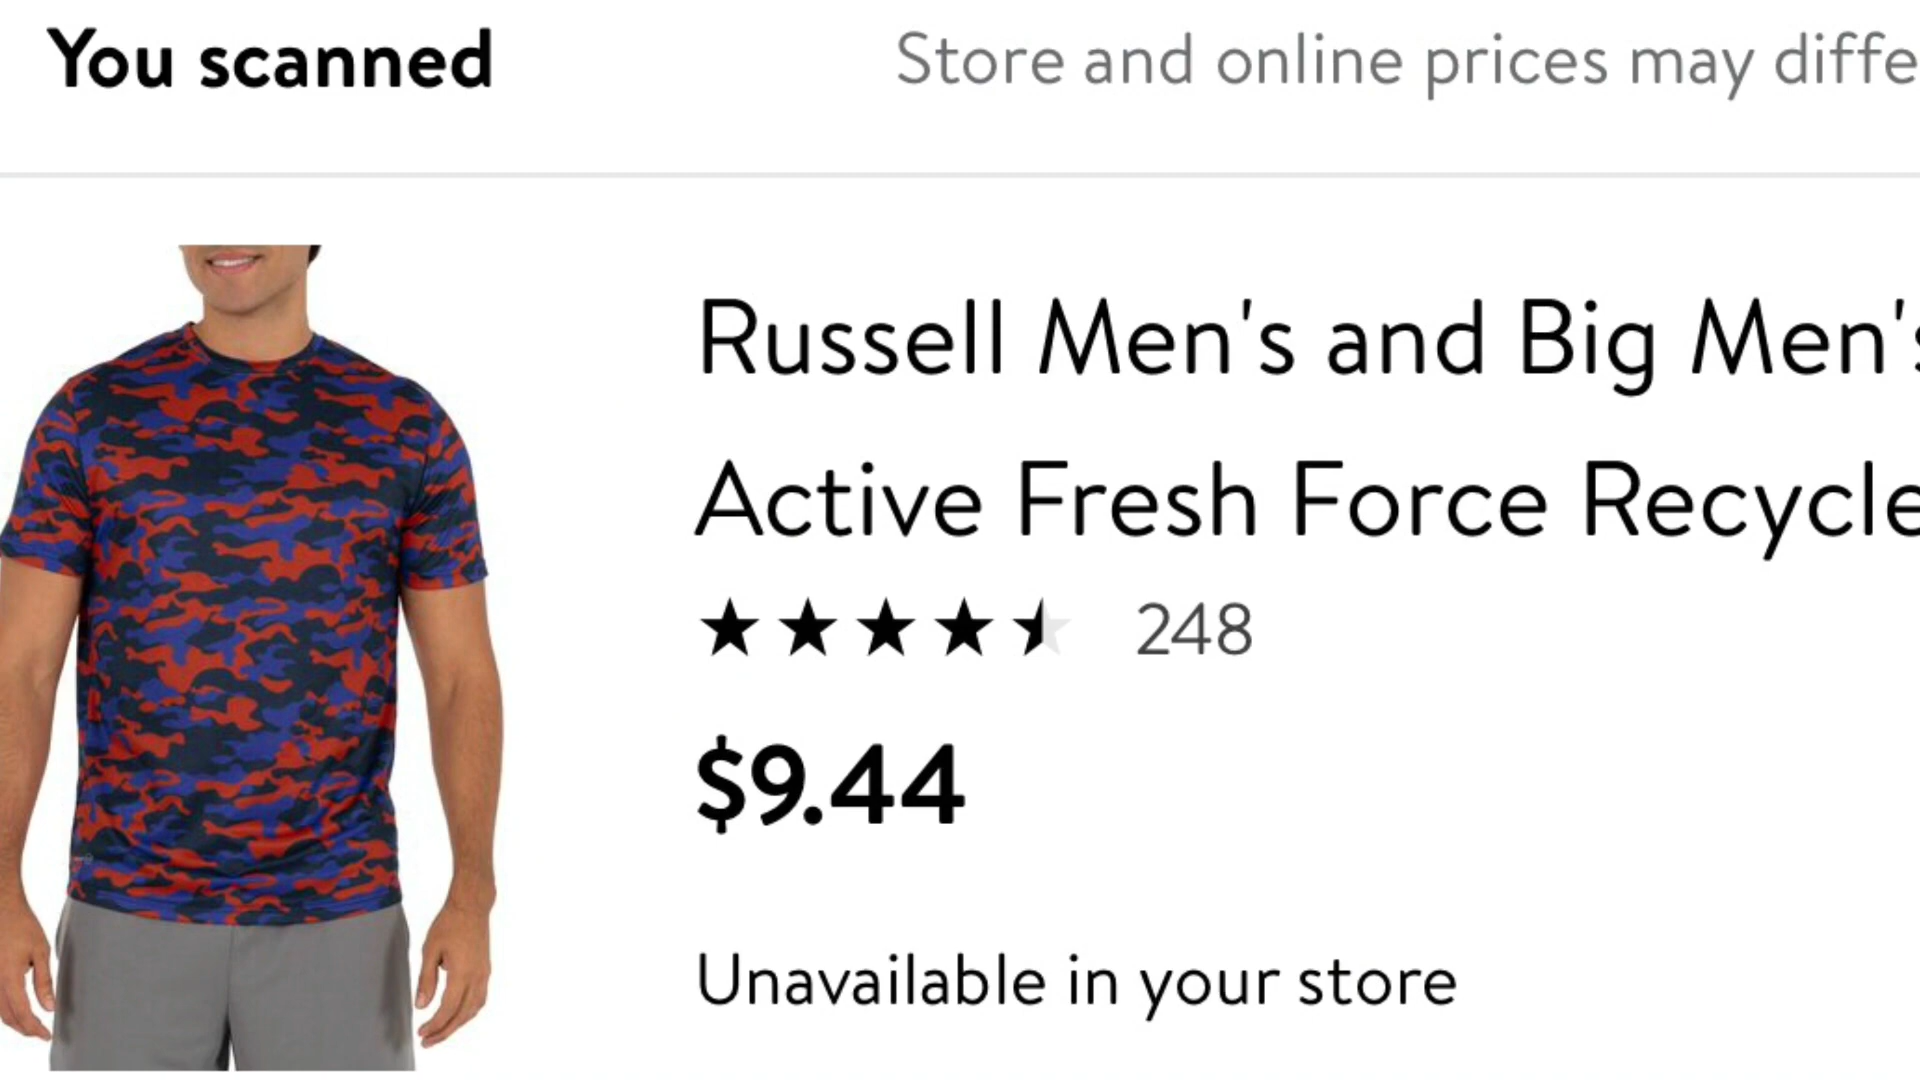 You scanned
Store and online prices may diffe
Russell Men's and Big Men's
Active Fresh Force Recycle
248
$9.44
Unavailable in your store